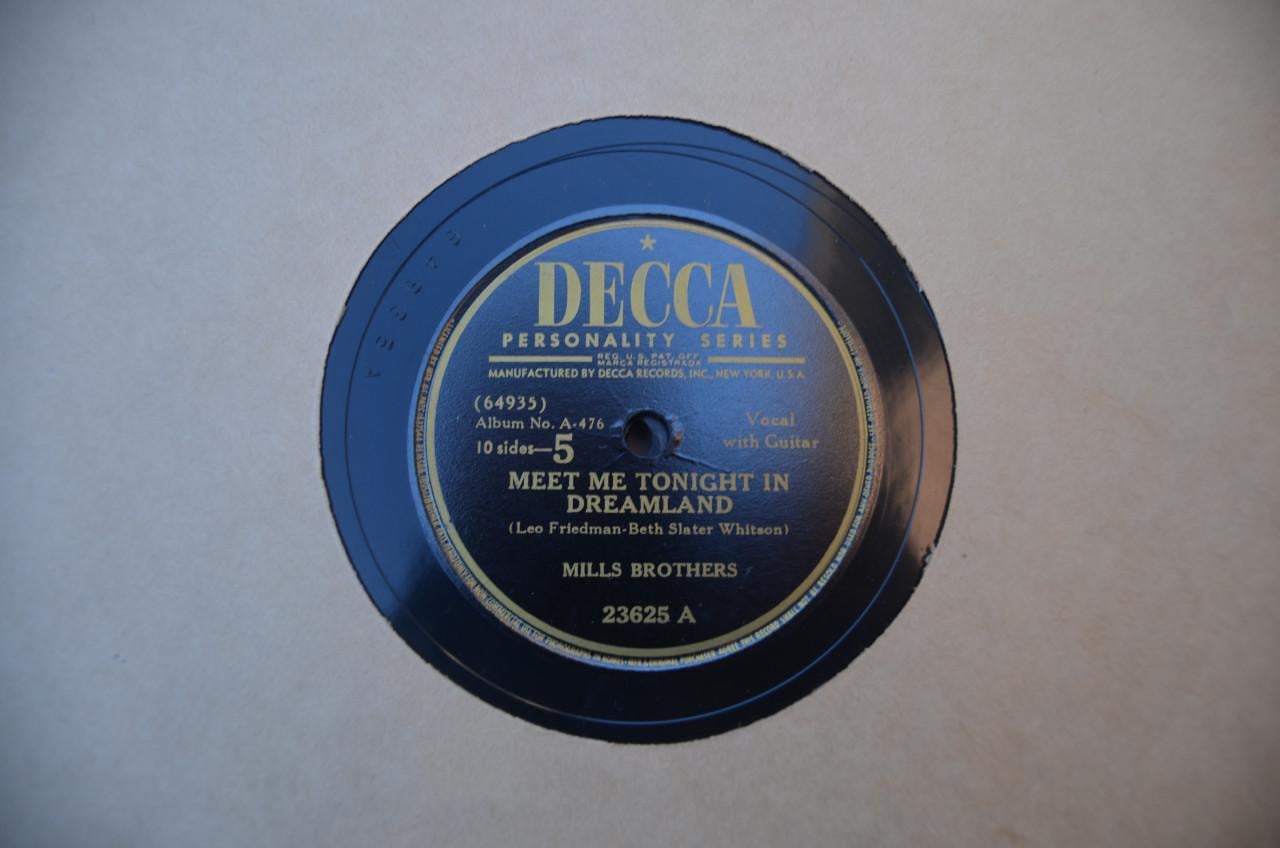 DECCA
PERSONALITY SERIES
REG. U.S. PAT. OFF.
MARCA REGISTRADA
MANUFACTURED BY DECCA RECORDS, INC., NEW YORK, U.S.A.
(64935)
Album No. A-476
10 sides—5
Vocal
with Guitar
MEET ME TONIGHT IN
DREAMLAND
(Leo Friedman-Beth Slater Whitson)
MILLS BROTHERS
23625 A